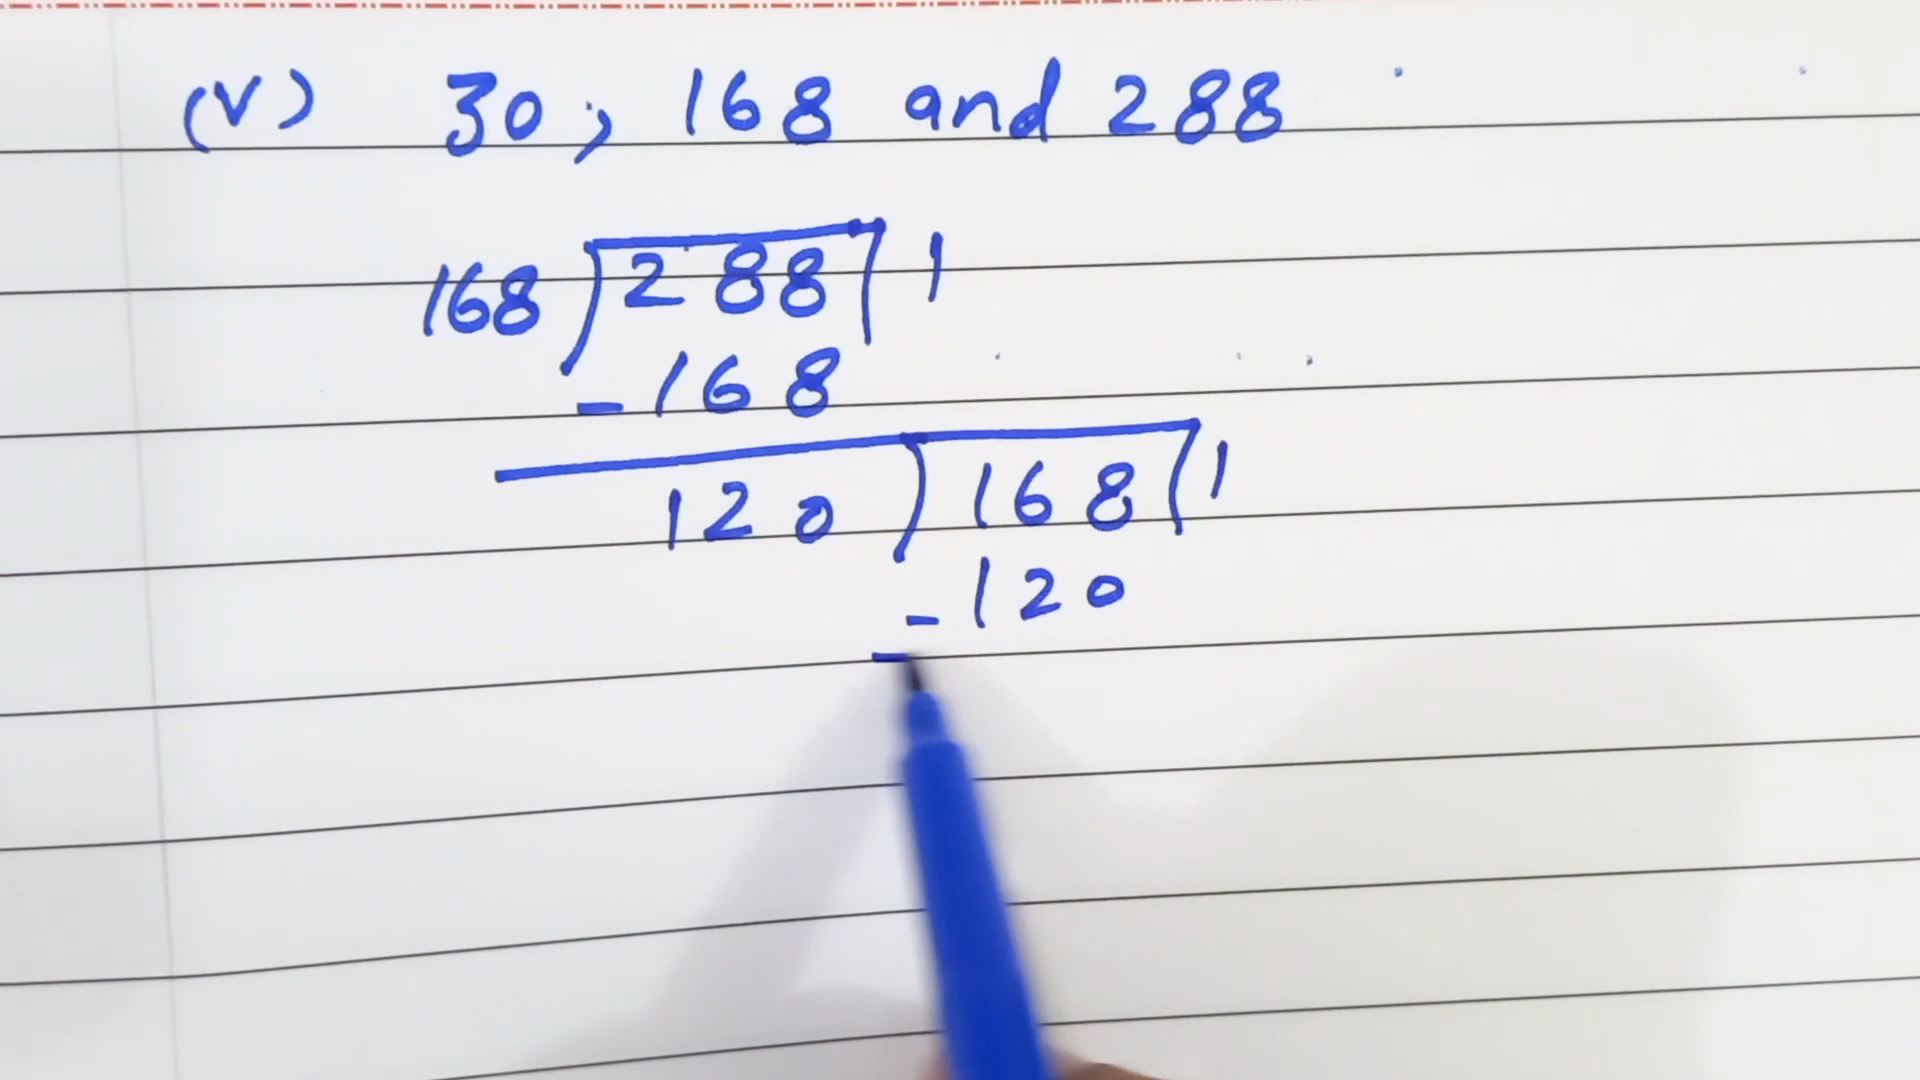 (V) 30, 168 and 288
168 ) 288 ( 1
- 168
120 ) 168 ( 1
- 120